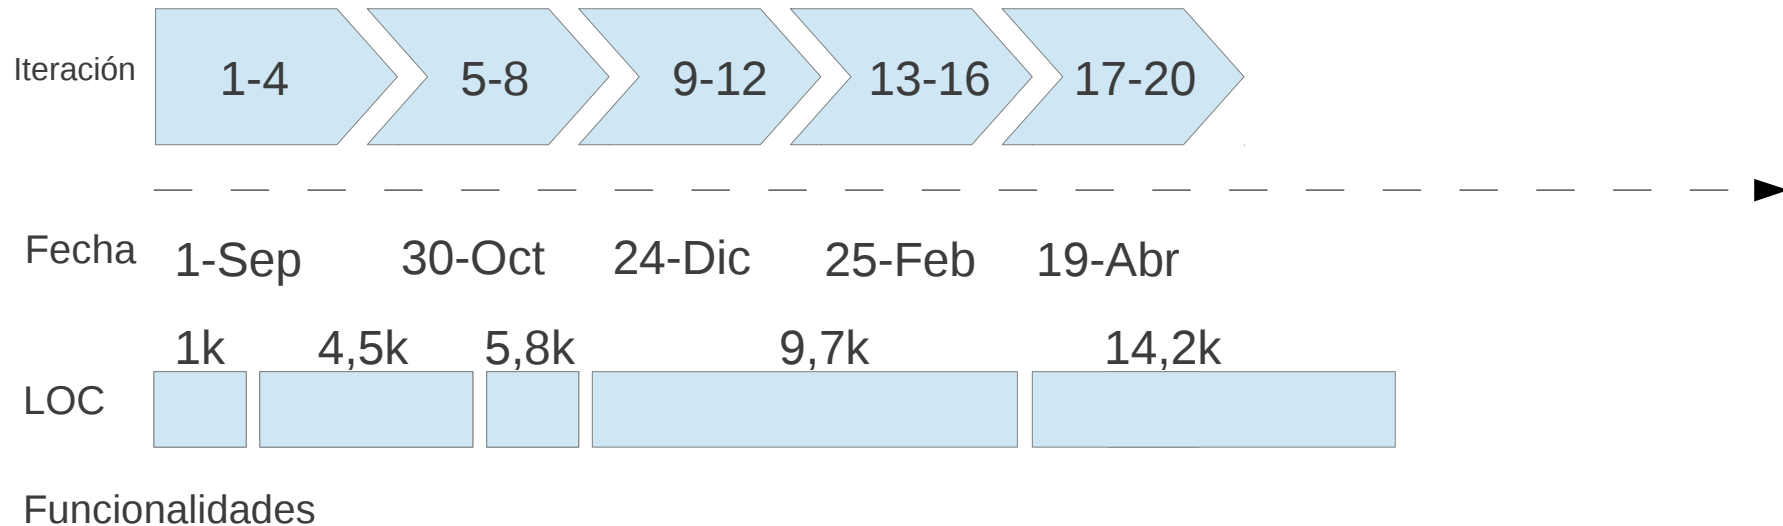 Iteración 1-4 5-8 9-12 13-16 17-20
Fecha 1-Sep 30-Oct 24-Dic 25-Feb 19-Abr
1k 4,5k 5,8k 9,7k 14,2k
LOC
Funcionalidades